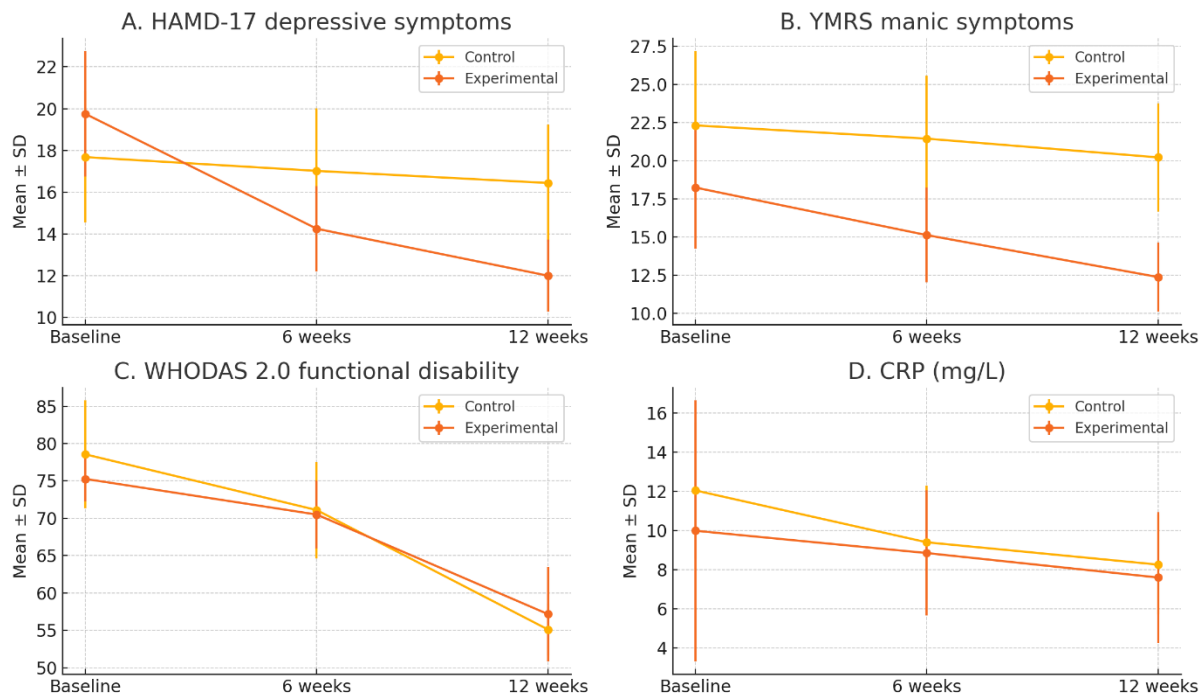 A. HAMD-17 depressive symptoms
Mean ± SD
22
20
18
16
14
12
10
Control
Experimental
Baseline
6 weeks
12 weeks
B. YMRS manic symptoms
Mean ± SD
27.5
25.0
22.5
20.0
17.5
15.0
12.5
10.0
Control
Experimental
Baseline
6 weeks
12 weeks
C. WHODAS 2.0 functional disability
Mean ± SD
85
80
75
70
65
60
55
50
Control
Experimental
Baseline
6 weeks
12 weeks
D. CRP (mg/L)
Mean ± SD
16
14
12
10
8
6
4
Control
Experimental
Baseline
6 weeks
12 weeks